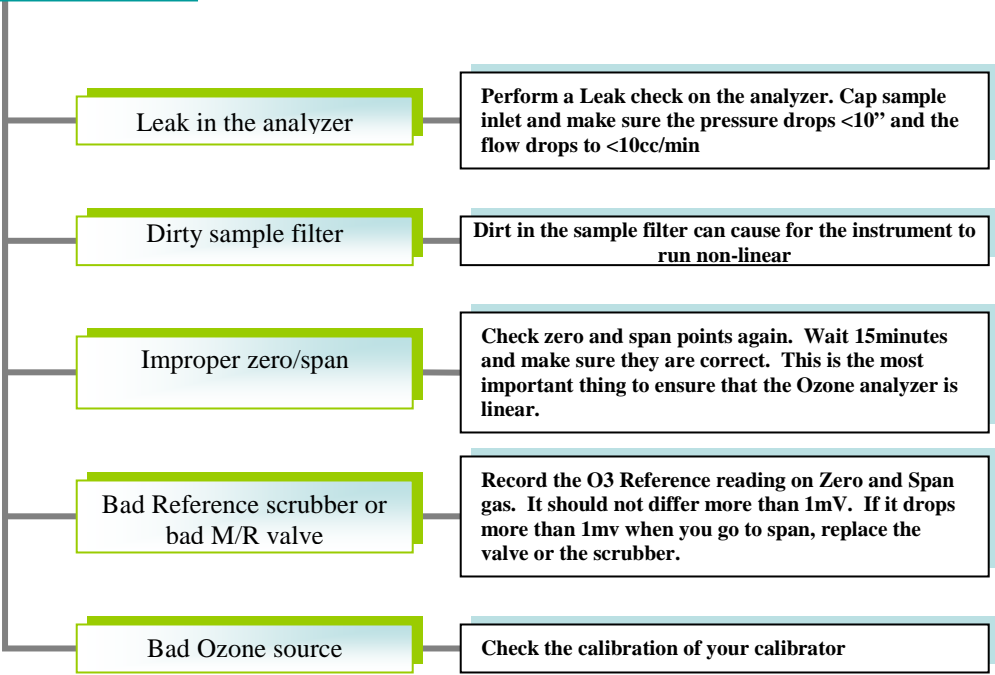 Leak in the analyzer
Perform a Leak check on the analyzer. Cap sample
inlet and make sure the pressure drops <10” and the
flow drops to <10cc/min
Dirty sample filter
Dirt in the sample filter can cause for the instrument to
run non-linear
Improper zero/span
Check zero and span points again.  Wait 15minutes
and make sure they are correct.  This is the most
important thing to ensure that the Ozone analyzer is
linear.
Bad Reference scrubber or
bad M/R valve
Record the O3 Reference reading on Zero and Span
gas.  It should not differ more than 1mV.  If it drops
more than 1mv when you go to span, replace the
valve or the scrubber.
Bad Ozone source
Check the calibration of your calibrator